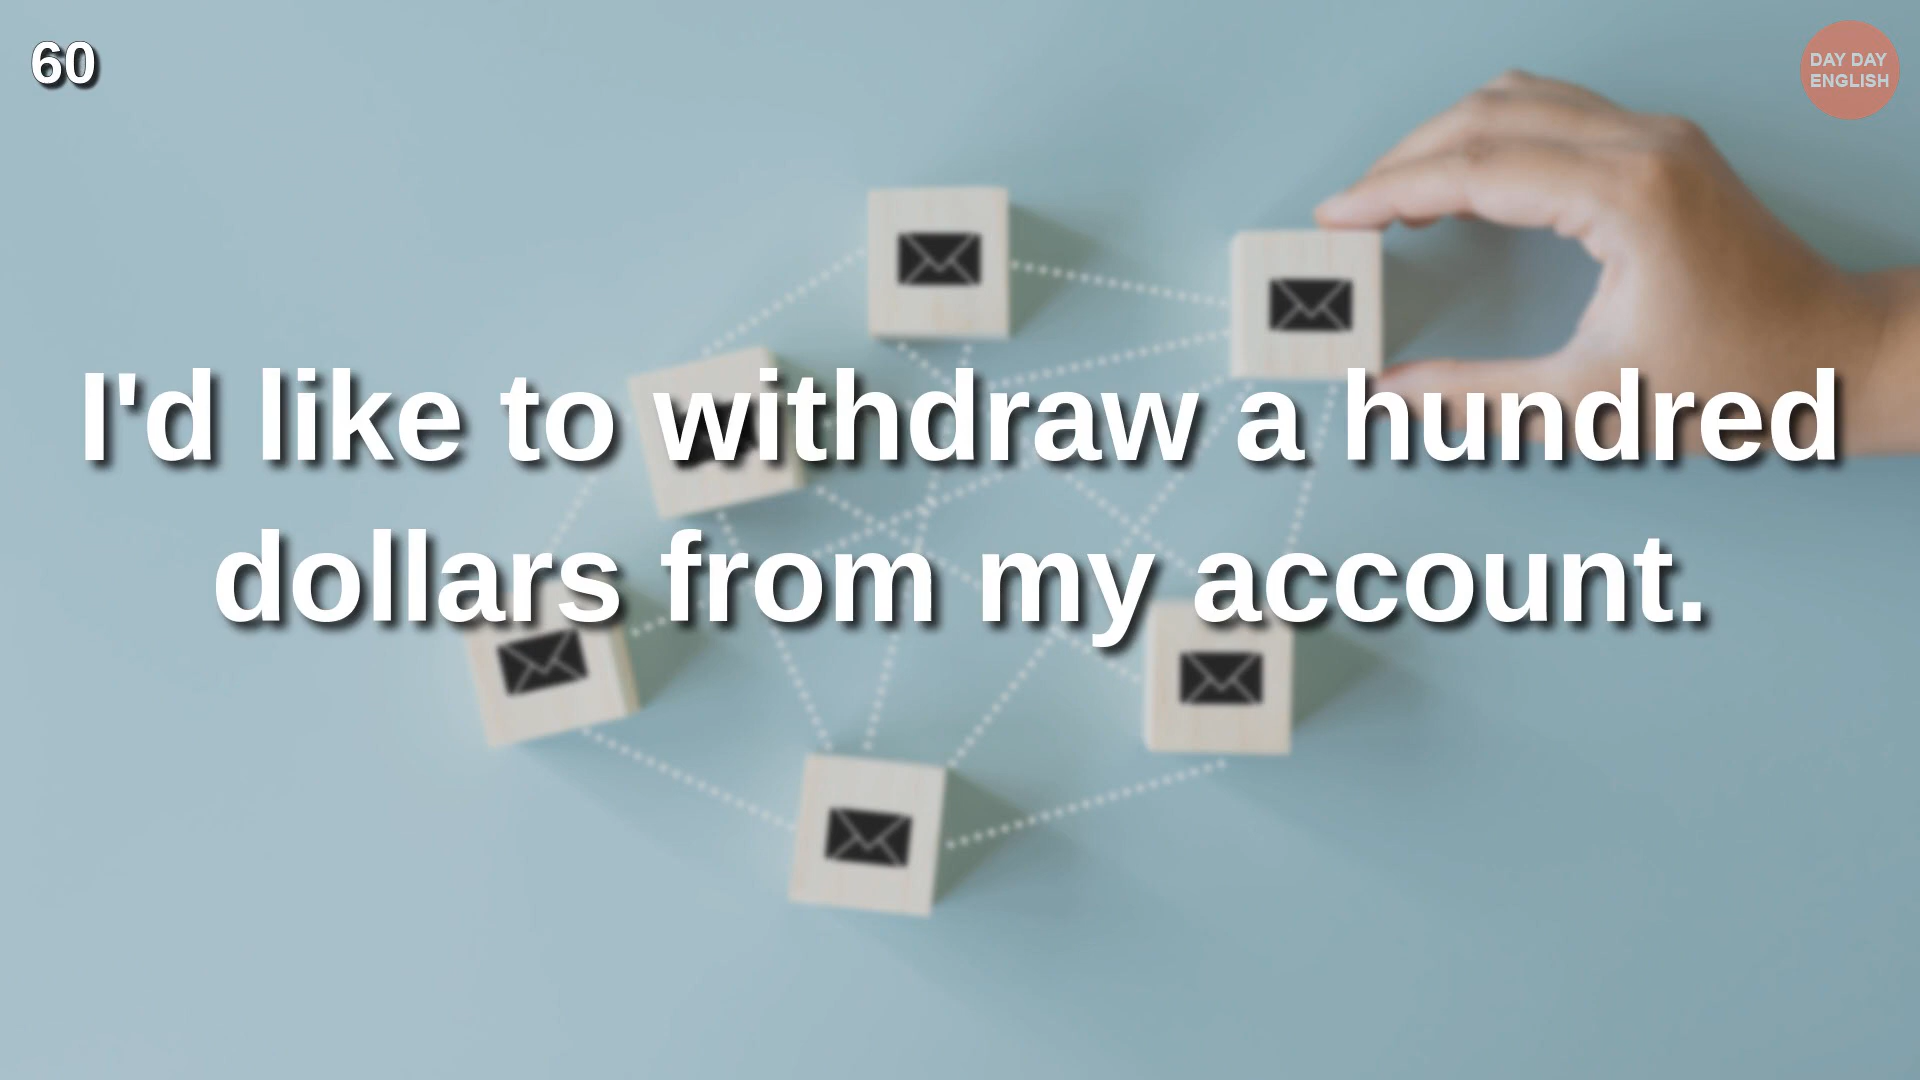 60
DAY DAY
ENGLISH
I'd like to withdraw a hundred
dollars from my account.